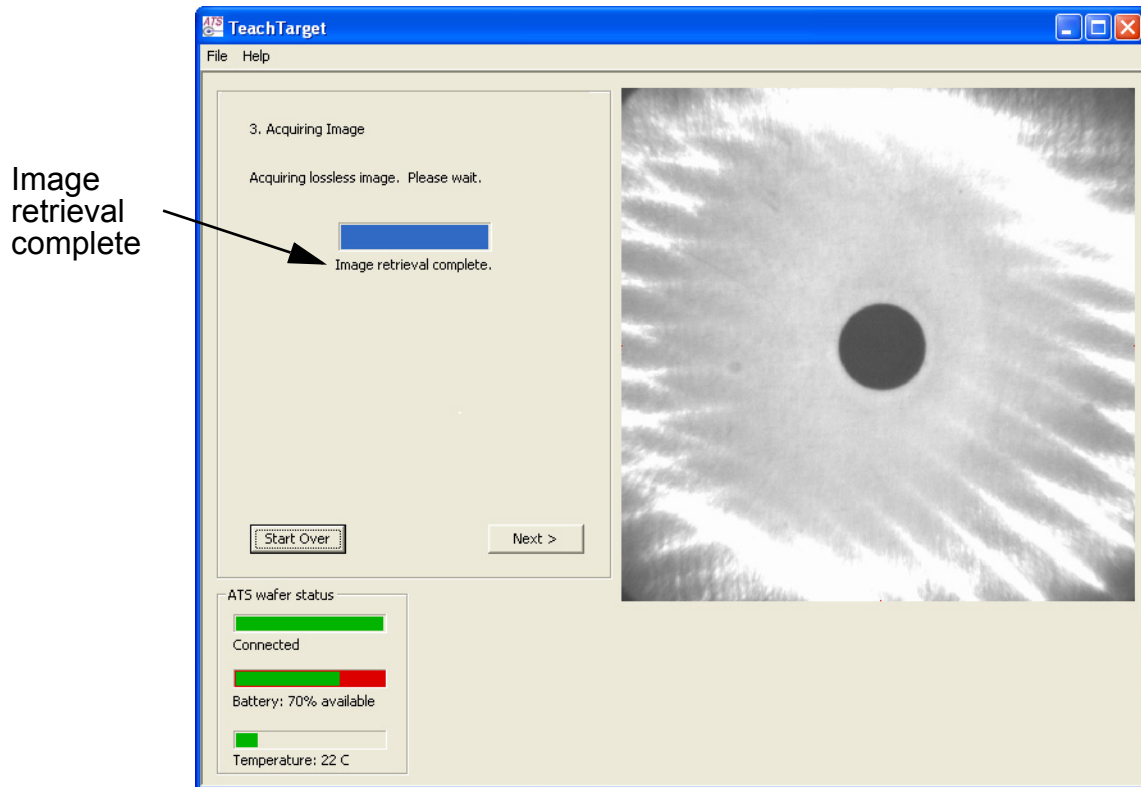 ATS
TeachTarget
File Help
3. Acquiring Image
Acquiring lossless image. Please wait.
Image
retrieval
complete
Image retrieval complete.
Start Over
Next >
ATS wafer status
Connected
Battery: 70% available
Temperature: 22 C